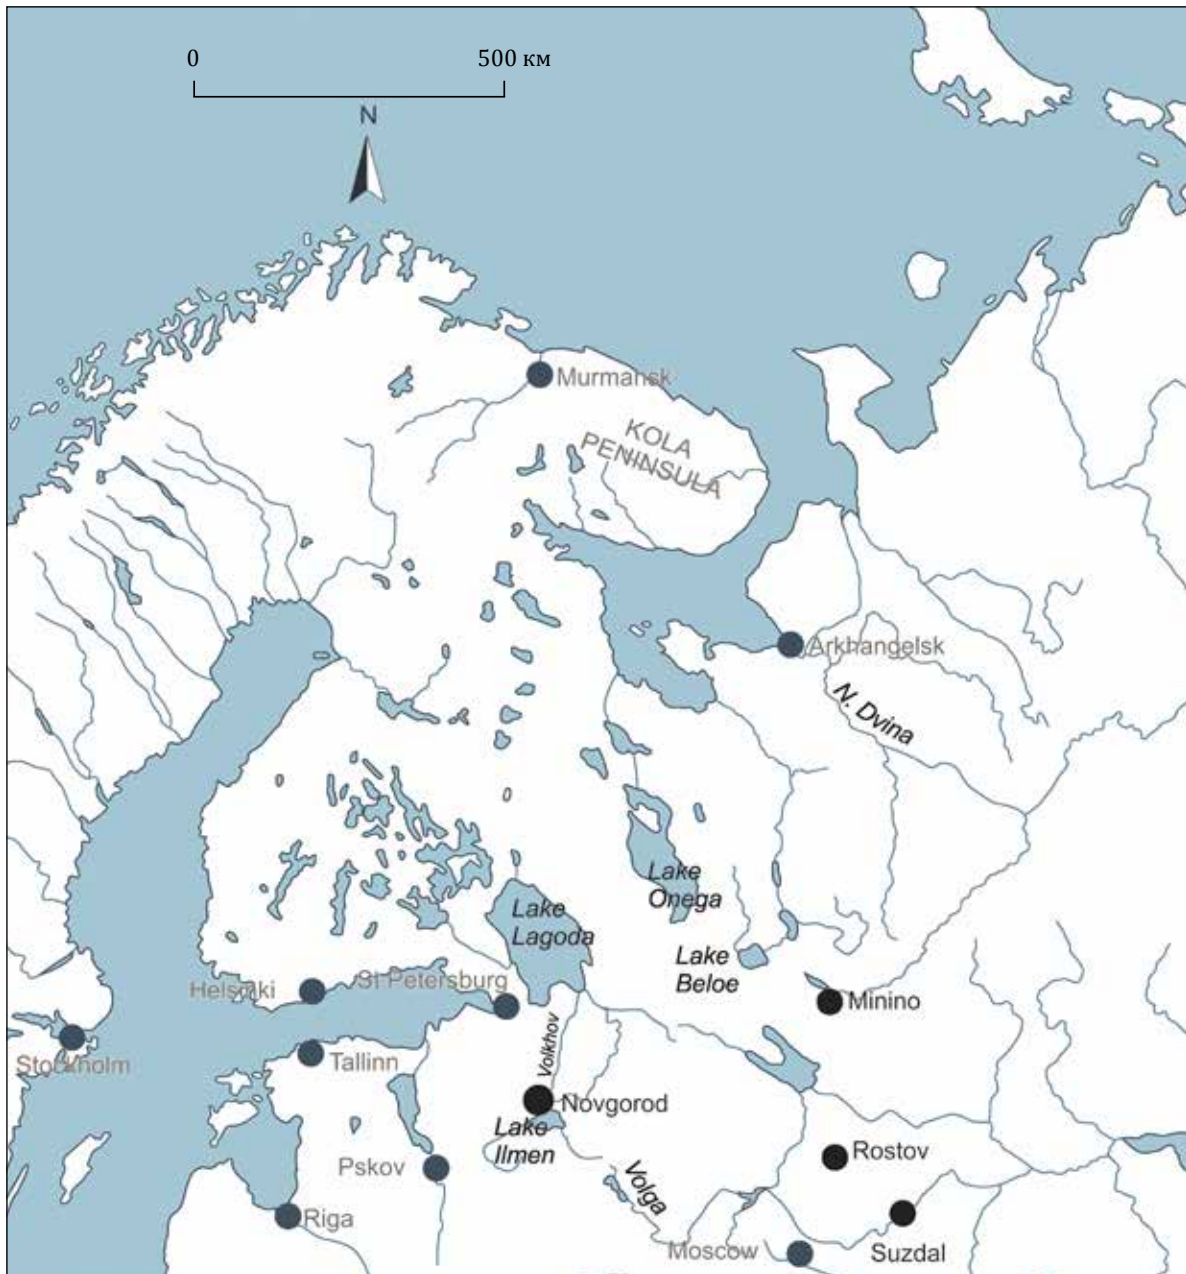 0 500 км
N
Murmansk
KOLA
PENINSULA
Arkhangelsk
N. Dvina
Lake
Onega
Lake
Lagoda
Lake
Beloe
Helsinki
St Petersburg
Minino
Stockholm
Tallinn
Volkhov
Novgorod
Lake
Ilmen
Pskov
Rostov
Volga
Riga
Suzdal
Moscow